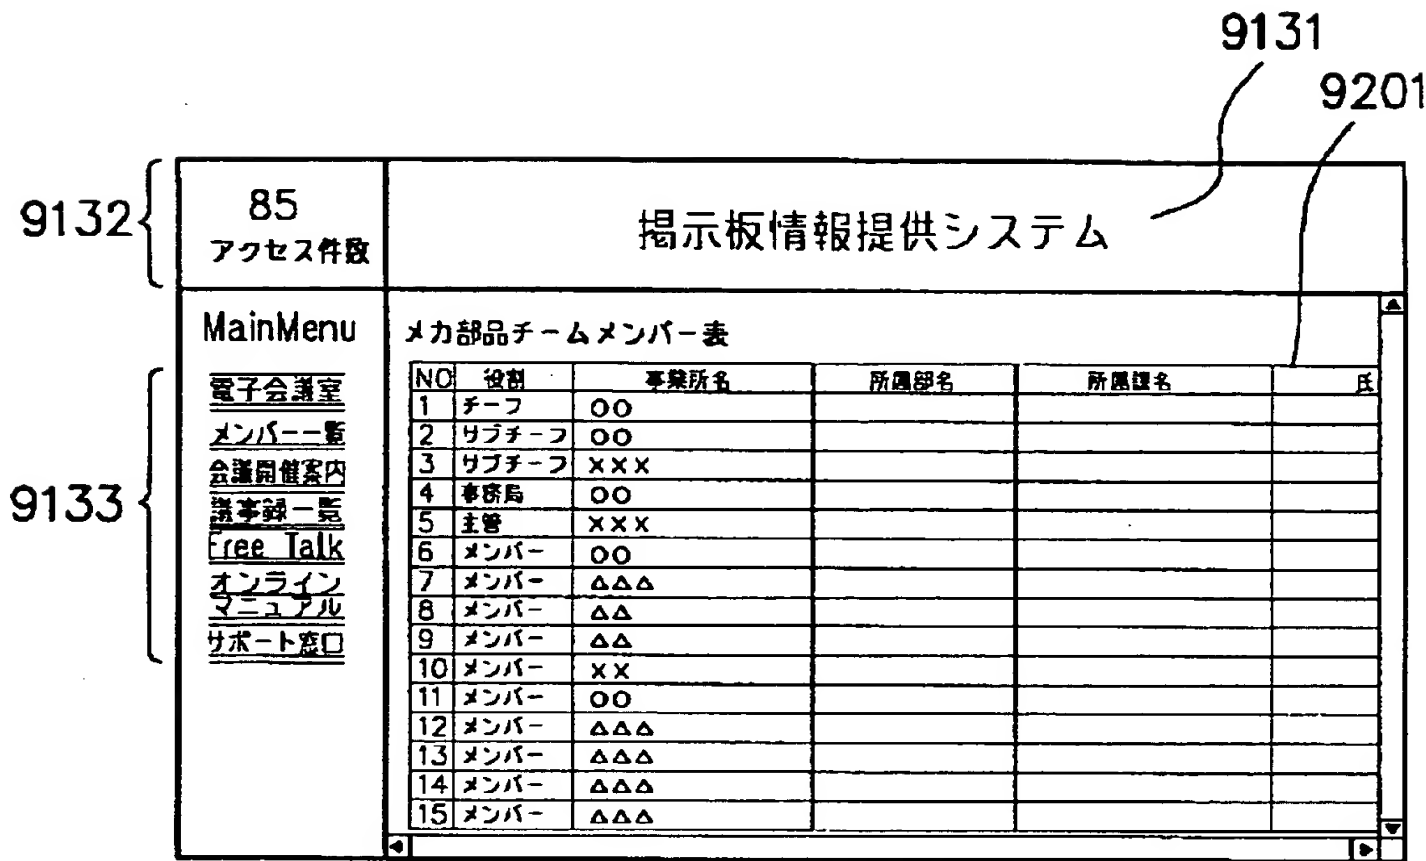 9131
9201
9132
85
アクセス件数
掲示板情報提供システム
9133
MainMenu
電子会議室
メンバー一覧
会議開催案内
議事録一覧
Free Talk
オンライン
マニュアル
サポート窓口
メカ部品チームメンバー表
NO 役割 事業所名 所属部名 所属課名 氏
1 チーフ ○○
2 サブチーフ ○○
3 サブチーフ ×××
4 事務局 ○○
5 主管 ×××
6 メンバー ○○
7 メンバー △△△
8 メンバー △△
9 メンバー △△
10 メンバー ××
11 メンバー ○○
12 メンバー △△△
13 メンバー △△△
14 メンバー △△△
15 メンバー △△△